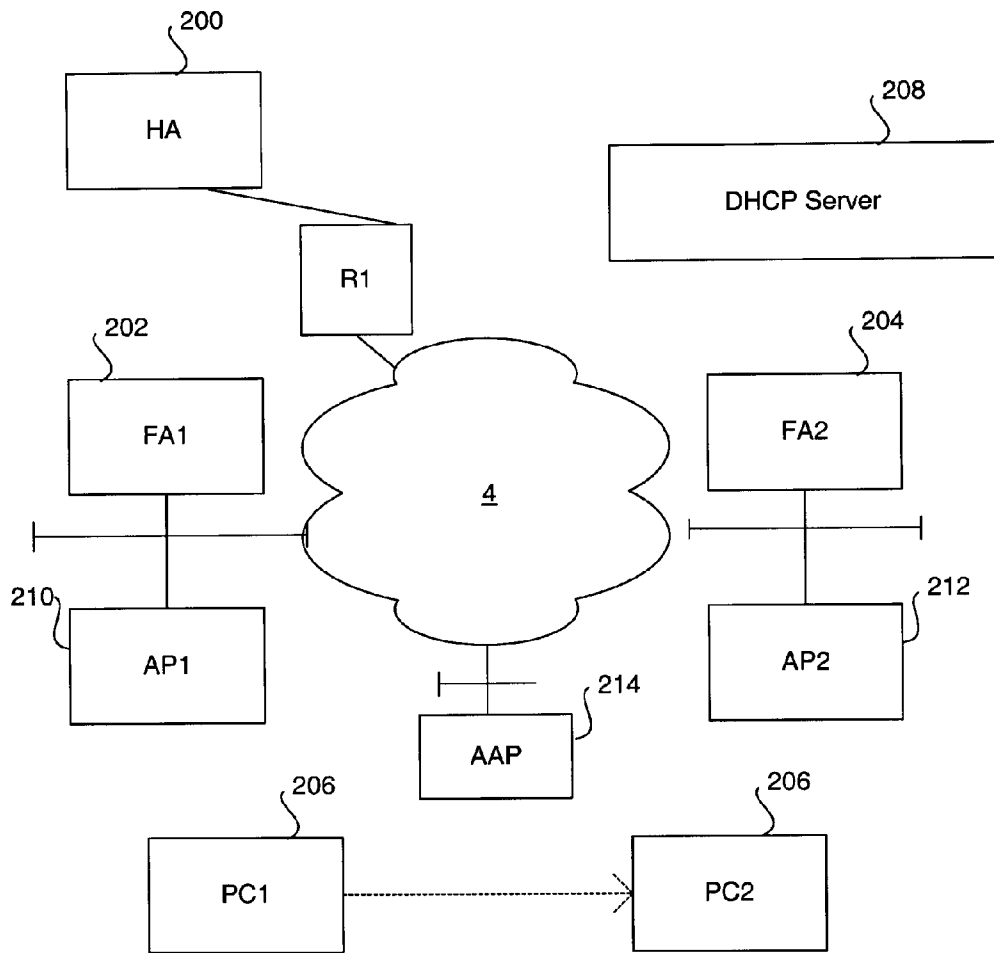 200
HA
208
DHCP Server
R1
202
FA1
204
FA2
4
210
AP1
212
AP2
214
AAP
206
PC1
206
PC2